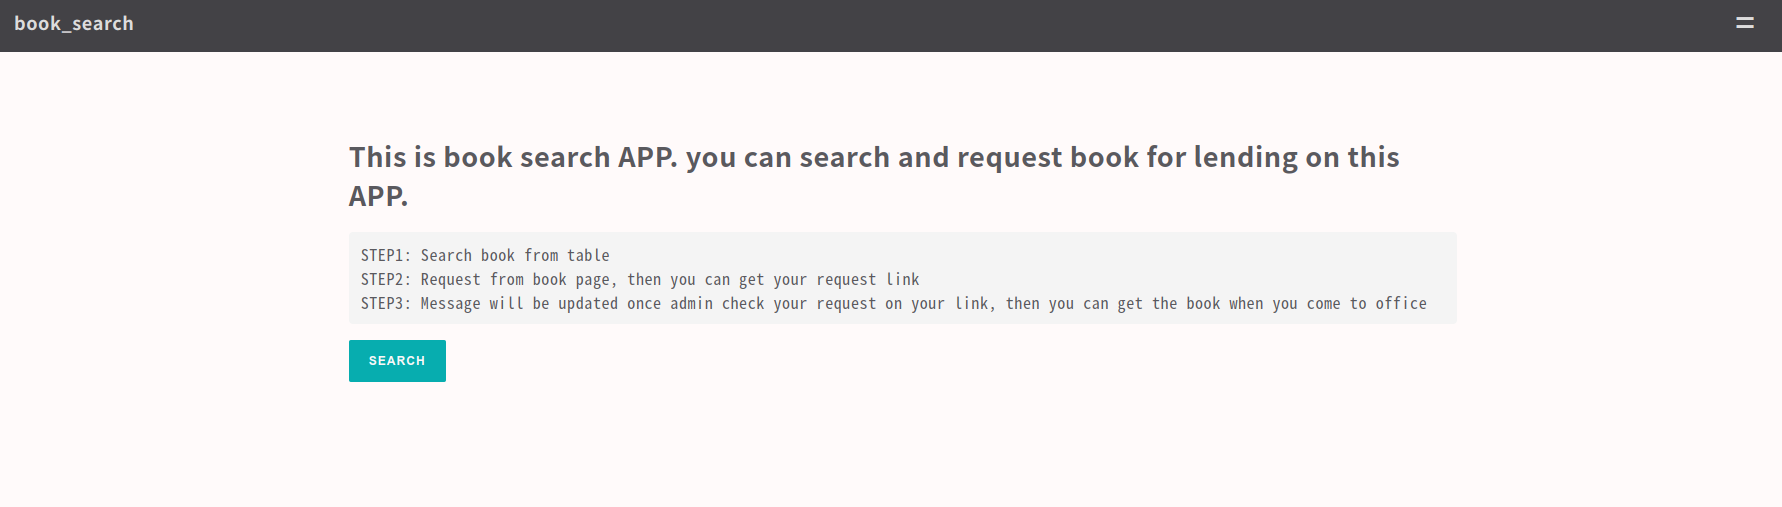 book_search
This is book search APP. you can search and request book for lending on this
APP.
STEP1: Search book from table
STEP2: Request from book page, then you can get your request link
STEP3: Message will be updated once admin check your request on your link, then you can get the book when you come to office
SEARCH